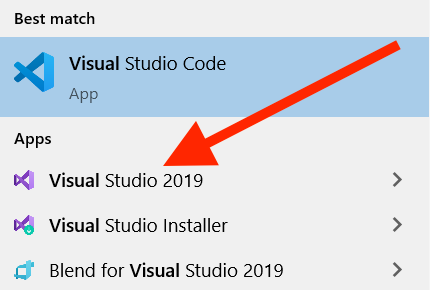 Best match
Visual Studio Code
App
Apps
Visual Studio 2019
Visual Studio Installer
Blend for Visual Studio 2019